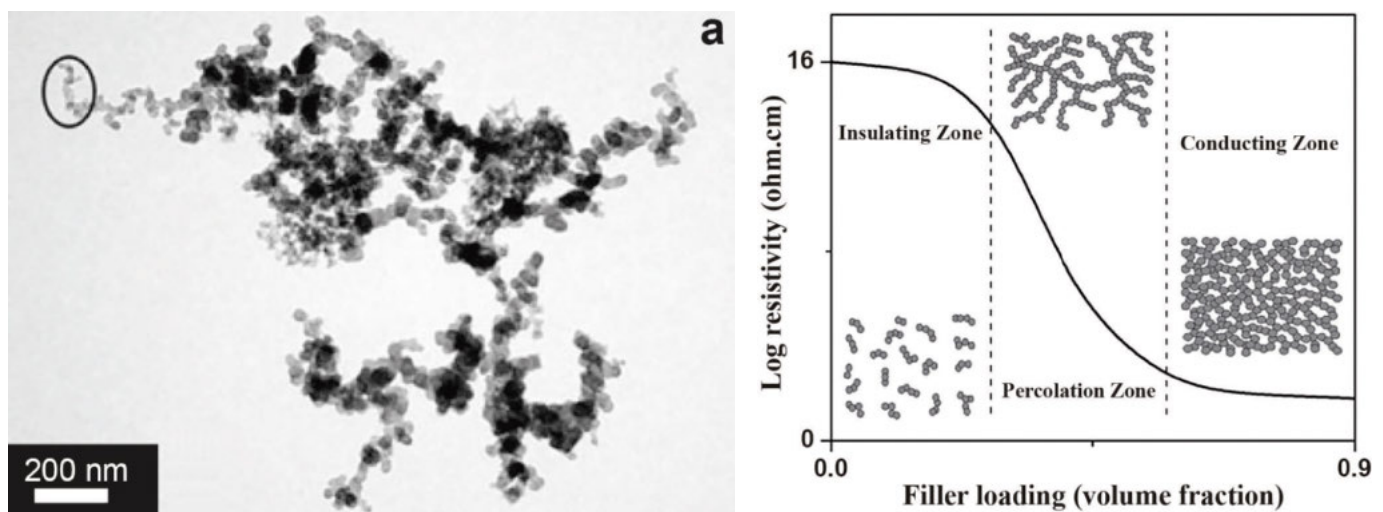 a
200 nm
16
Insulating Zone
Conducting Zone
Percolation Zone
0
0.0
0.9
Log resistivity (ohm.cm)
Filler loading (volume fraction)